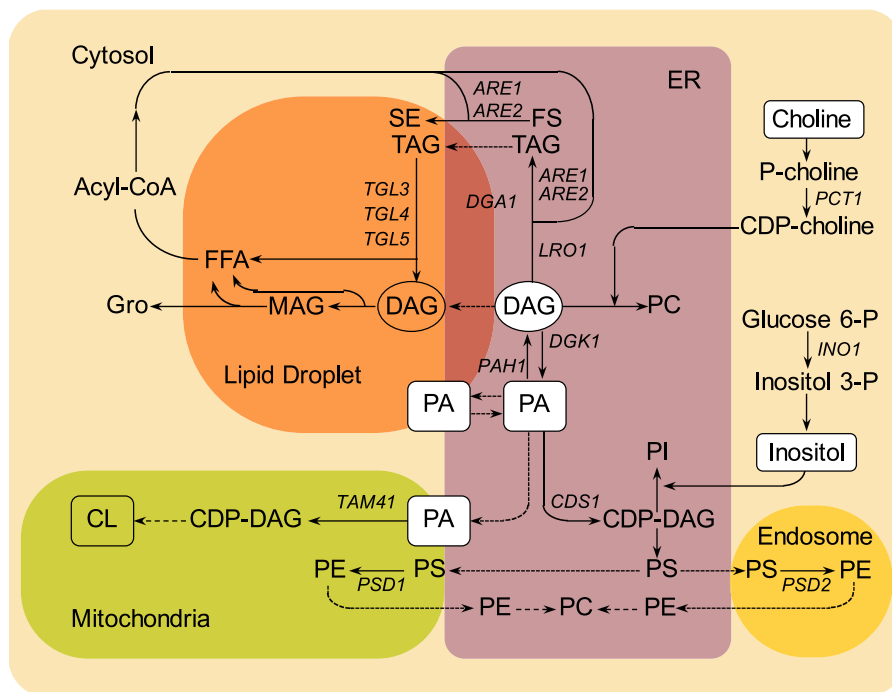 Cytosol
ER
ARE1
ARE2
SE
FS
TAG
TAG
Choline
P-choline
PCT1
CDP-choline
Acyl-CoA
TGL3
TGL4
TGL5
DGA1
ARE1
ARE2
LRO1
FFA
Gro
MAG
DAG
DAG
PC
Glucose 6-P
INO1
Inositol 3-P
Inositol
Lipid Droplet
PAH1
DGK1
PA
PA
PI
CL
CDP-DAG
TAM41
PA
CDS1
CDP-DAG
Endosome
PE
PSD1
PS
PS
PS
PSD2
PE
Mitochondria
PE
PC
PE